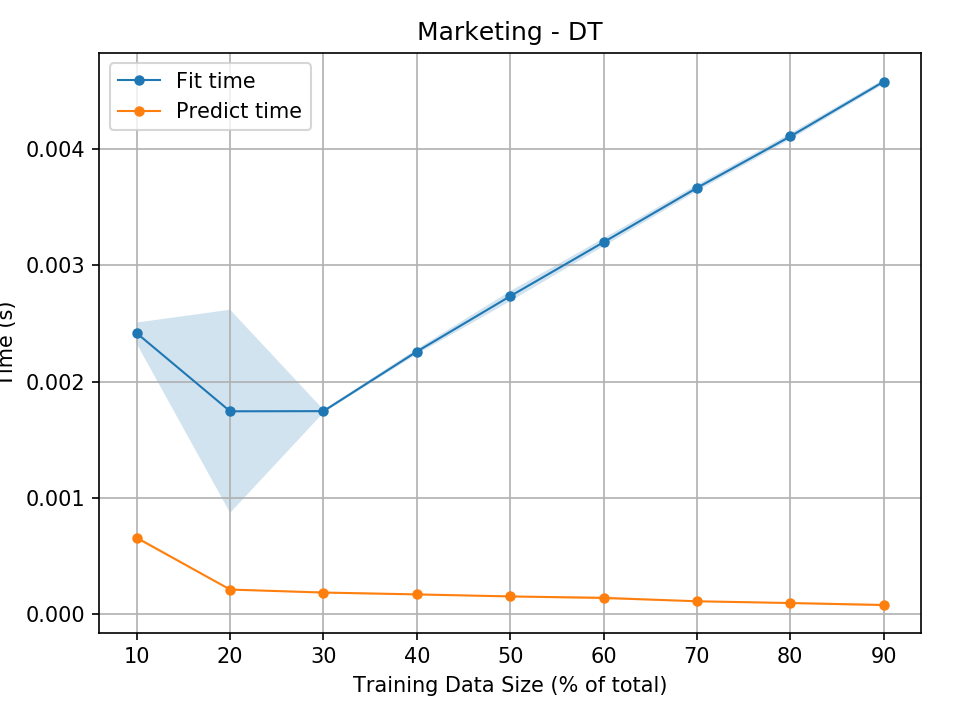 Marketing - DT
Fit time
Predict time
0.004
0.003
0.002
0.001
0.000
Time (s)
10 20 30 40 50 60 70 80 90
Training Data Size (% of total)